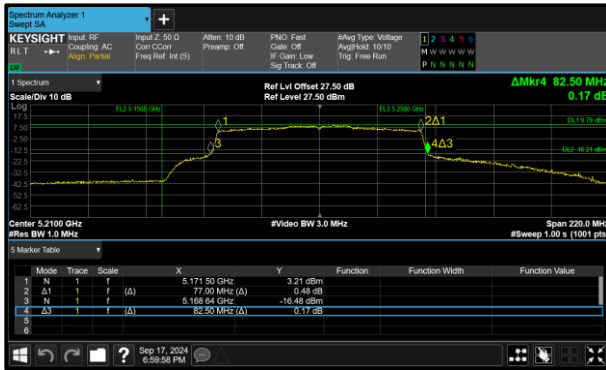 Spectrum Analyzer 1
Swept SA
KEYSIGHT
RLT
Input: RF
Coupling: AC
Align: Partial
Input Z: 50 Ω
Corr CCorr
Freq Ref: Int (S)
Atten: 10 dB
Preamp: Off
PNO: Fast
Gate: Off
IF Gain: Low
Sig Track: Off
#Avg Type: Voltage
Avg|Hold: 10/10
Trig: Free Run
1 2 3 4 5 6
M W W W W W
P N N N N N
1 Spectrum
Scale/Div 10 dB
Ref Lvl Offset 27.50 dB
Ref Level 27.50 dBm
ΔMkr4 82.50 MHz
0.17 dB
Log
17.5
7.50
-2.50
-12.5
-22.5
-32.5
-42.5
-52.5
-62.5
FL2 5.1500 GHz
FL3 5.2500 GHz
1
2Δ1
3
4Δ3
DL1 9.79 dBm
DL2 -16.21 dBm
Center 5.2100 GHz
#Video BW 3.0 MHz
Span 220.0 MHz
#Res BW 1.0 MHz
#Sweep 1.00 s (1001 pts)
5 Marker Table
Mode Trace Scale X Y Function Function Width Function Value
1 N 1 f 5.171 50 GHz 3.21 dBm
2 Δ1 1 f (Δ) 77.00 MHz (Δ) 0.48 dB
3 N 1 f 5.168 64 GHz -16.48 dBm
4 Δ3 1 f (Δ) 82.50 MHz (Δ) 0.17 dB
5
6
?
Sep 17, 2024
6:59:58 PM